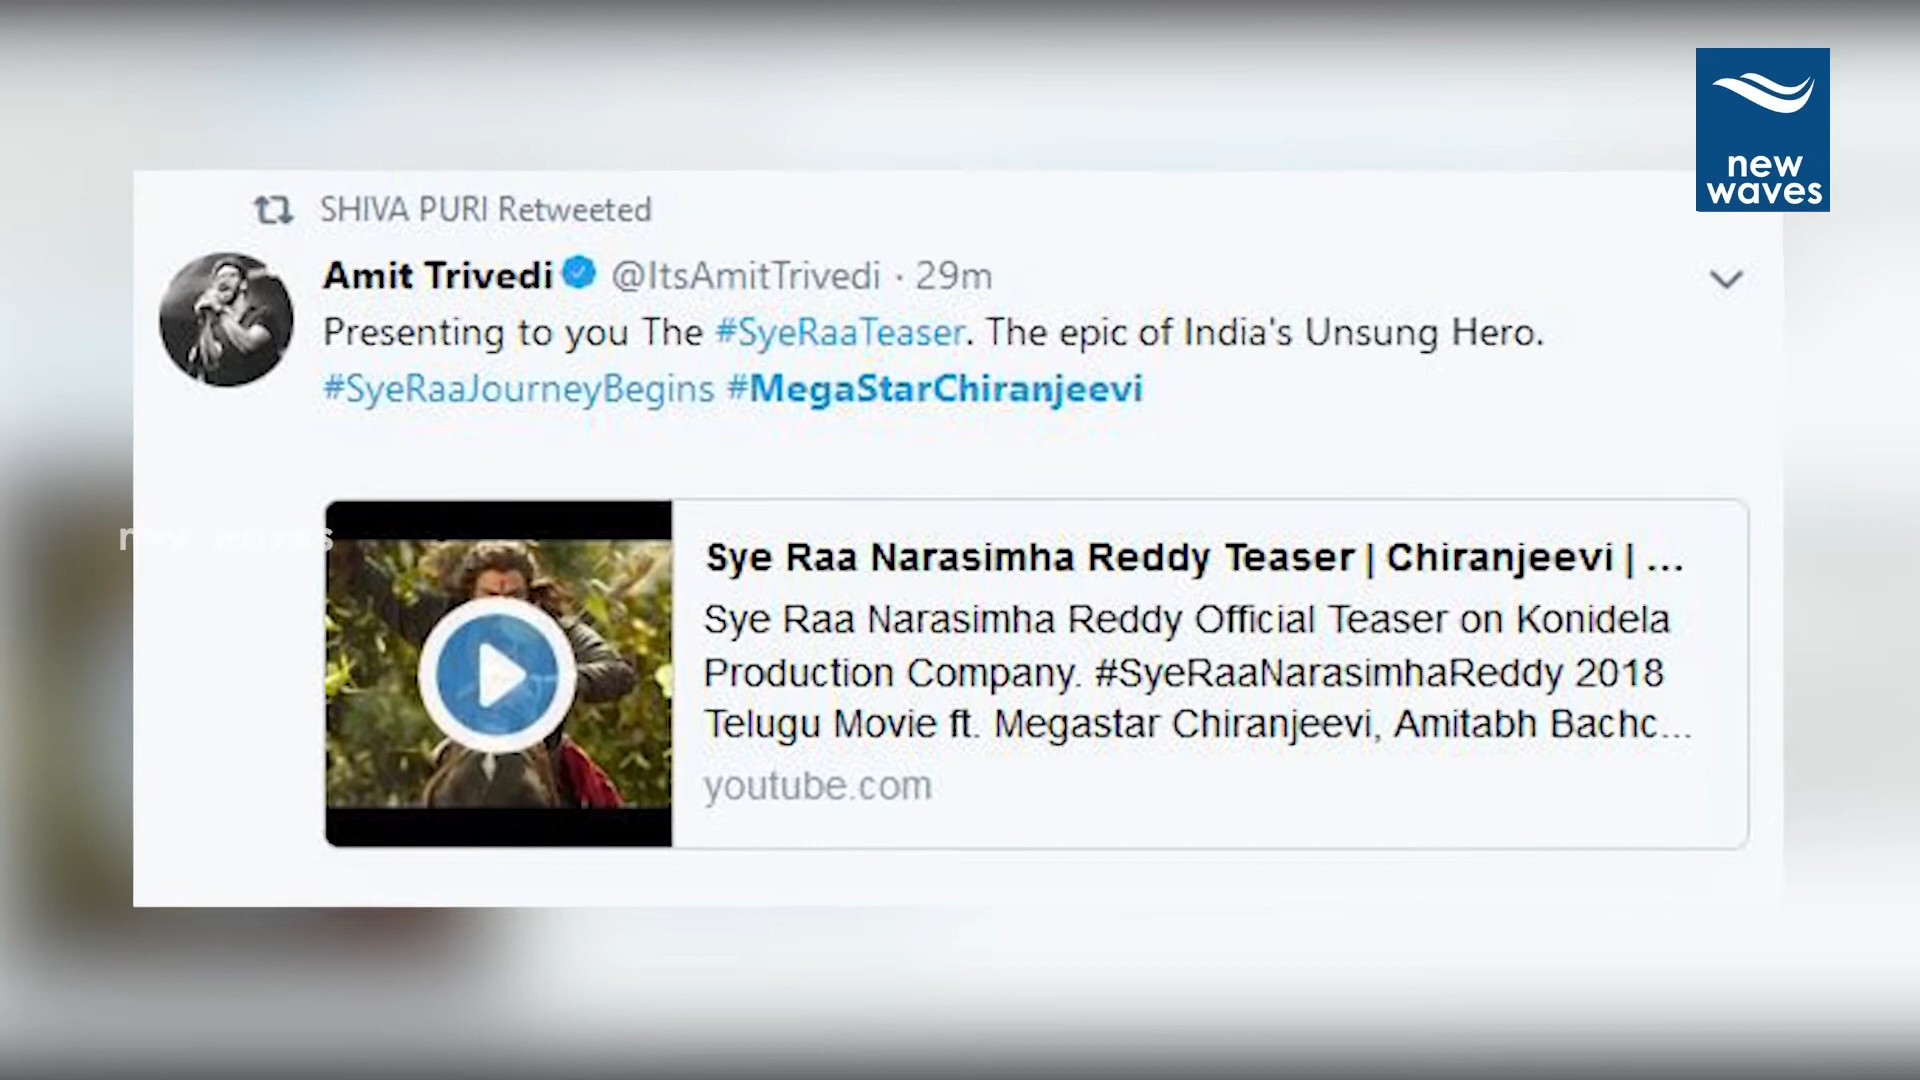 new
waves
SHIVA PURI Retweeted
Amit Trivedi @ItsAmitTrivedi · 29m
Presenting to you The #SyeRaaTeaser. The epic of India's Unsung Hero.
#SyeRaaJourneyBegins #MegaStarChiranjeevi
new waves
Sye Raa Narasimha Reddy Teaser | Chiranjeevi | ...
Sye Raa Narasimha Reddy Official Teaser on Konidela
Production Company. #SyeRaaNarasimhaReddy 2018
Telugu Movie ft. Megastar Chiranjeevi, Amitabh Bachc...
youtube.com